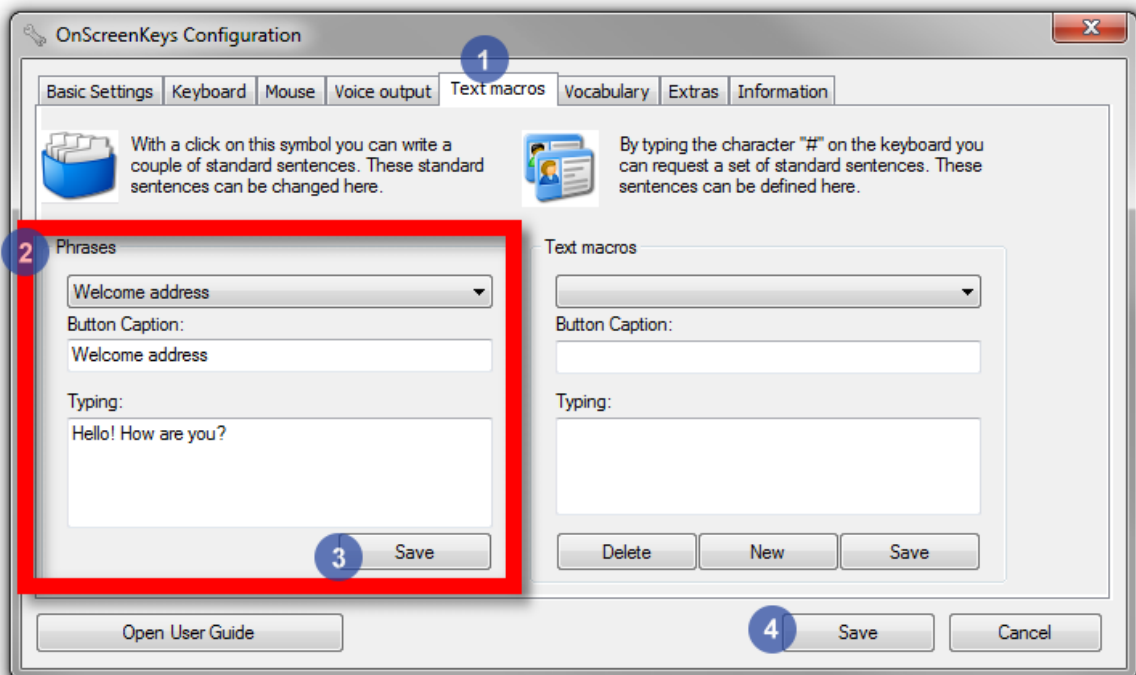 OnScreenKeys Configuration
X
1
Basic Settings Keyboard Mouse Voice output Text macros Vocabulary Extras Information
With a click on this symbol you can write a
couple of standard sentences. These standard
sentences can be changed here.
By typing the character "#" on the keyboard you
can request a set of standard sentences. These
sentences can be defined here.
2
Phrases
Welcome address
Button Caption:
Welcome address
Typing:
Hello! How are you?
3
Save
Text macros
Button Caption:
Typing:
Delete New Save
Open User Guide
4
Save Cancel